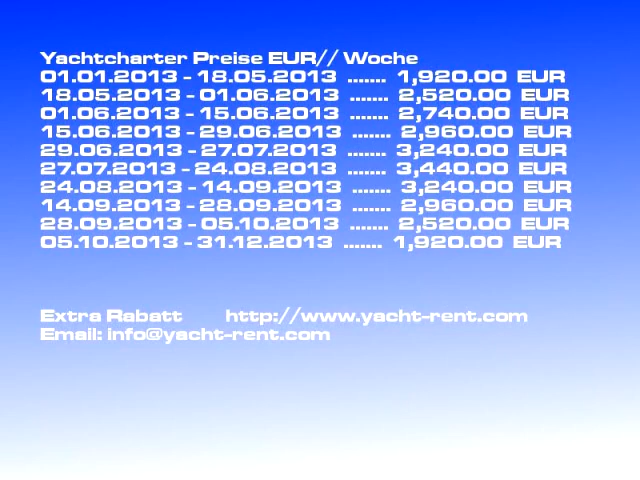 Yachtcharter Preise EUR// Woche
01.01.2013 - 18.05.2013 ....... 1,920.00 EUR
18.05.2013 - 01.06.2013 ....... 2,520.00 EUR
01.06.2013 - 15.06.2013 ....... 2,740.00 EUR
15.06.2013 - 29.06.2013 ....... 2,960.00 EUR
29.06.2013 - 27.07.2013 ....... 3,240.00 EUR
27.07.2013 - 24.08.2013 ....... 3,440.00 EUR
24.08.2013 - 14.09.2013 ....... 3,240.00 EUR
14.09.2013 - 28.09.2013 ....... 2,960.00 EUR
28.09.2013 - 05.10.2013 ....... 2,520.00 EUR
05.10.2013 - 31.12.2013 ....... 1,920.00 EUR
Extra Rabatt http://www.yacht-rent.com
Email: info@yacht-rent.com